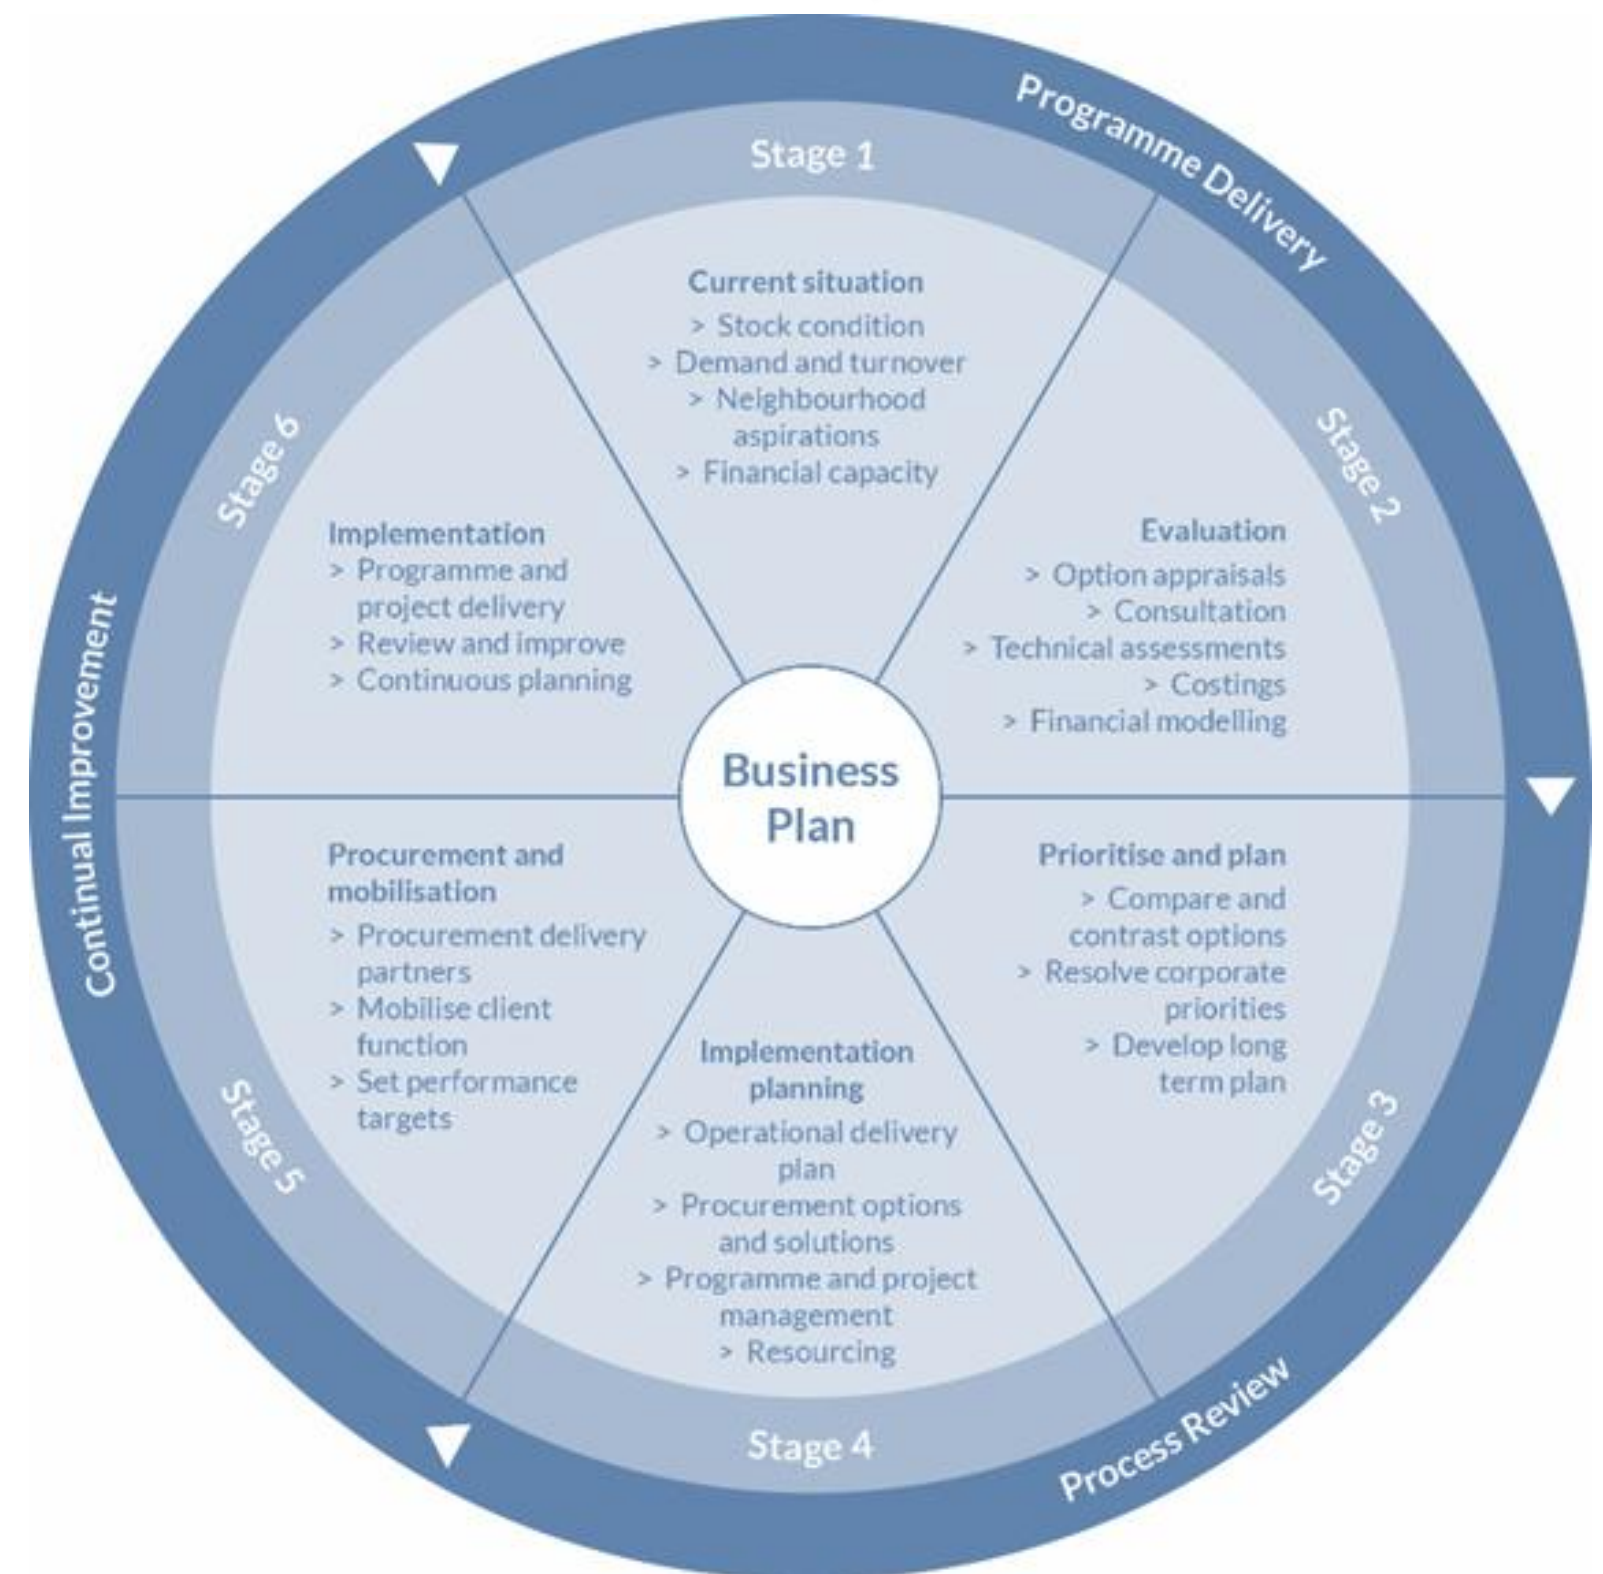 Programme Delivery
Stage 1
Current situation
> Stock condition
> Demand and turnover
> Neighbourhood
aspirations
> Financial capacity
Stage 2
Evaluation
> Option appraisals
> Consultation
> Technical assessments
> Costings
> Financial modelling
Stage 3
Prioritise and plan
> Compare and
contrast options
> Resolve corporate
priorities
> Develop long
term plan
Process Review
Stage 4
Implementation
planning
> Operational delivery
plan
> Procurement options
and solutions
> Programme and project
management
> Resourcing
Stage 5
Procurement and
mobilisation
> Procurement delivery
partners
> Mobilise client
function
> Set performance
targets
Continual Improvement
Stage 6
Implementation
> Programme and
project delivery
> Review and improve
> Continuous planning
Business
Plan